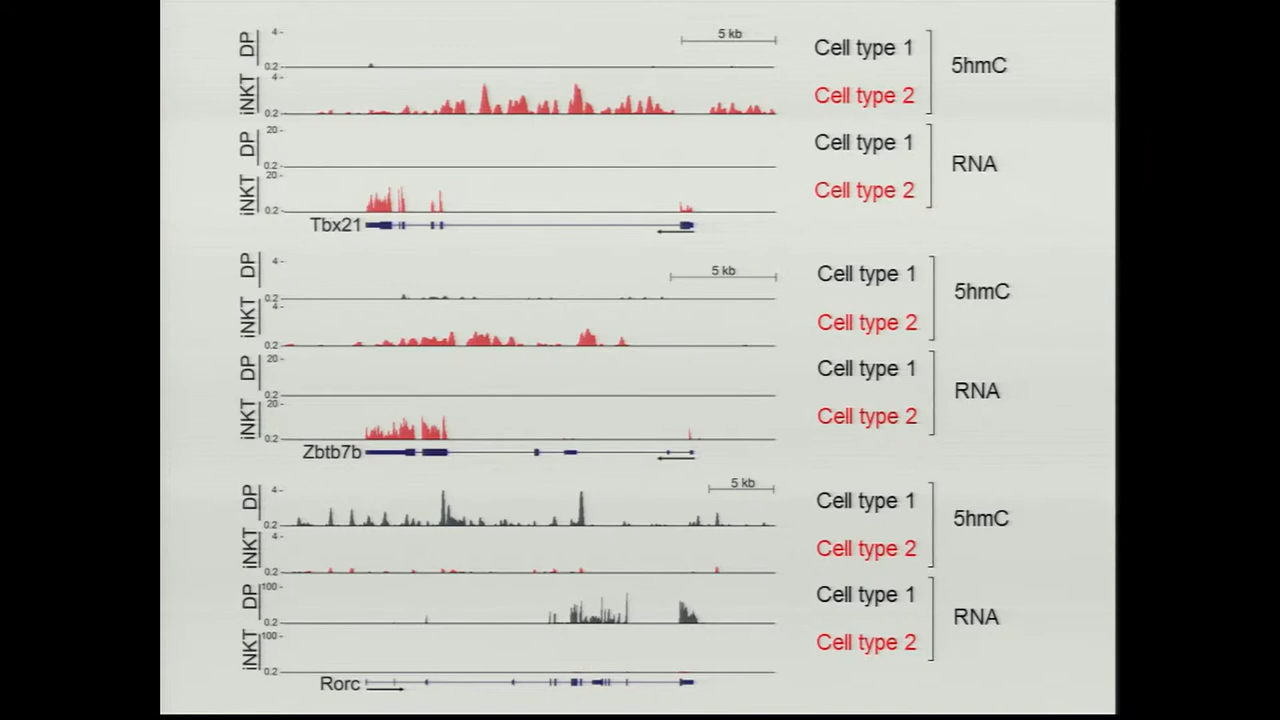 5 kb
DP
4
0.2
Cell type 1
5hmC
iNKT
4
0.2
Cell type 2
DP
20
0.2
Cell type 1
RNA
iNKT
20
0.2
Cell type 2
Tbx21
5 kb
DP
4
0.2
Cell type 1
5hmC
iNKT
4
0.2
Cell type 2
DP
20
0.2
Cell type 1
RNA
iNKT
20
0.2
Cell type 2
Zbtb7b
5 kb
DP
4
0.2
Cell type 1
5hmC
iNKT
4
0.2
Cell type 2
DP
100
0.2
Cell type 1
RNA
iNKT
100
0.2
Cell type 2
Rorc